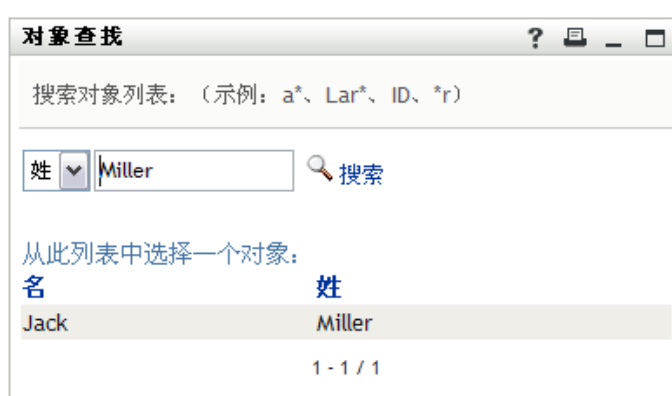 对象查找 ?
搜索对象列表：（示例：a*、Lar*、ID、*r）
姓 Miller 搜索
从此列表中选择一个对象：
名 姓
Jack Miller
1 - 1 / 1